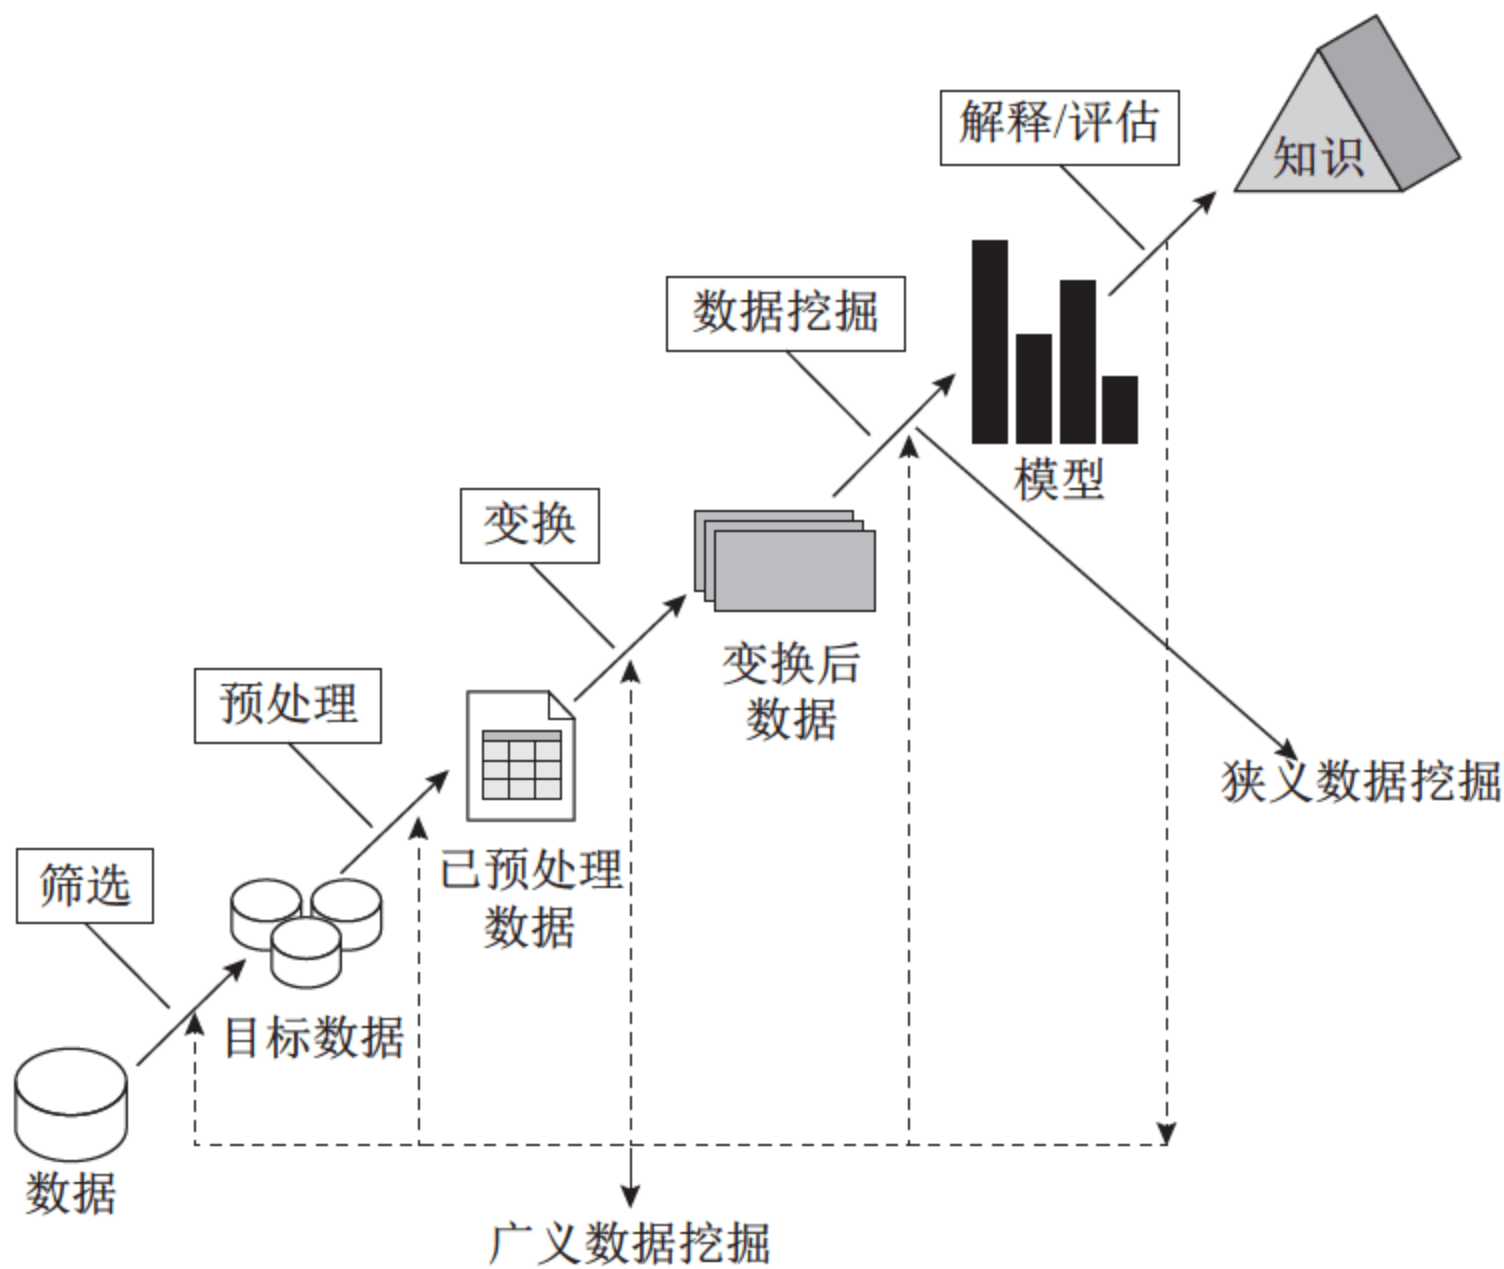 解释/评估
知识
数据挖掘
模型
变换
变换后
数据
预处理
狭义数据挖掘
已预处理
数据
筛选
目标数据
数据
广义数据挖掘